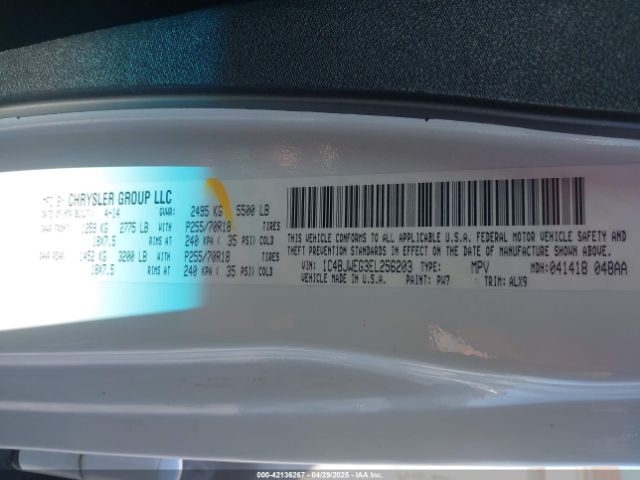 MFD BY CHRYSLER GROUP LLC
DATE OF MFR BUILT: 4-14 GVWR: 2495 KG 5500 LB
GAWR FRONT: 1259 KG 2775 LB WITH P255/70R18 TIRES
18X7.5 RIMS AT 240 KPA ( 35 PSI) COLD
GAWR REAR: 1452 KG 3200 LB WITH P255/70R18 TIRES
18X7.5 RIMS AT 240 KPA ( 35 PSI) COLD
THIS VEHICLE CONFORMS TO ALL APPLICABLE U.S.A. FEDERAL MOTOR VEHICLE SAFETY AND
THEFT PREVENTION STANDARDS IN EFFECT ON THE DATE OF MANUFACTURE SHOWN ABOVE.
VIN: 1C4BJWEG3EL256203 TYPE: MPV MDH: 041418 048AA
VEHICLE MADE IN U.S.A. PAINT: PW7 TRIM: ALX9
000-42136267 - 04/29/2025 - IAAI.CA